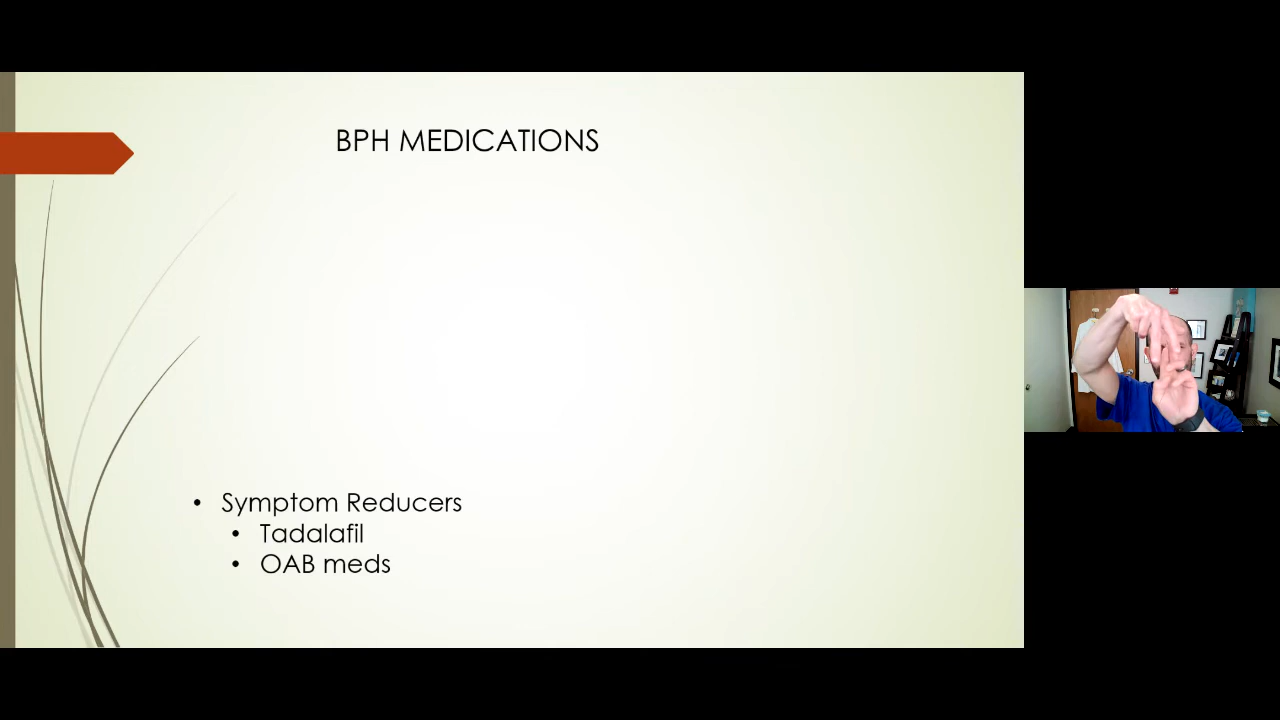 BPH MEDICATIONS
• Symptom Reducers
• Tadalafil
• OAB meds